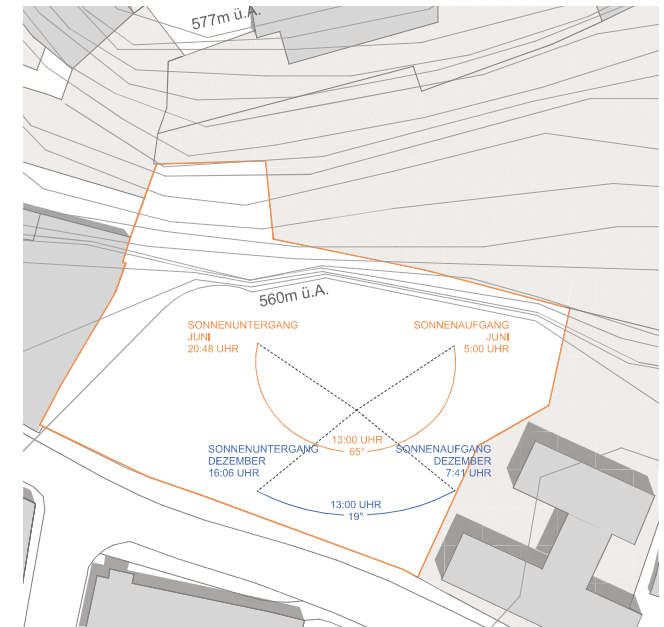 577m ü.A.
560m ü.A.
SONNENUNTERGANG
JUNI
20:48 UHR
SONNENAUFGANG
JUNI
5:00 UHR
13:00 UHR
65°
SONNENUNTERGANG
DEZEMBER
16:06 UHR
SONNENAUFGANG
DEZEMBER
7:41 UHR
13:00 UHR
19°